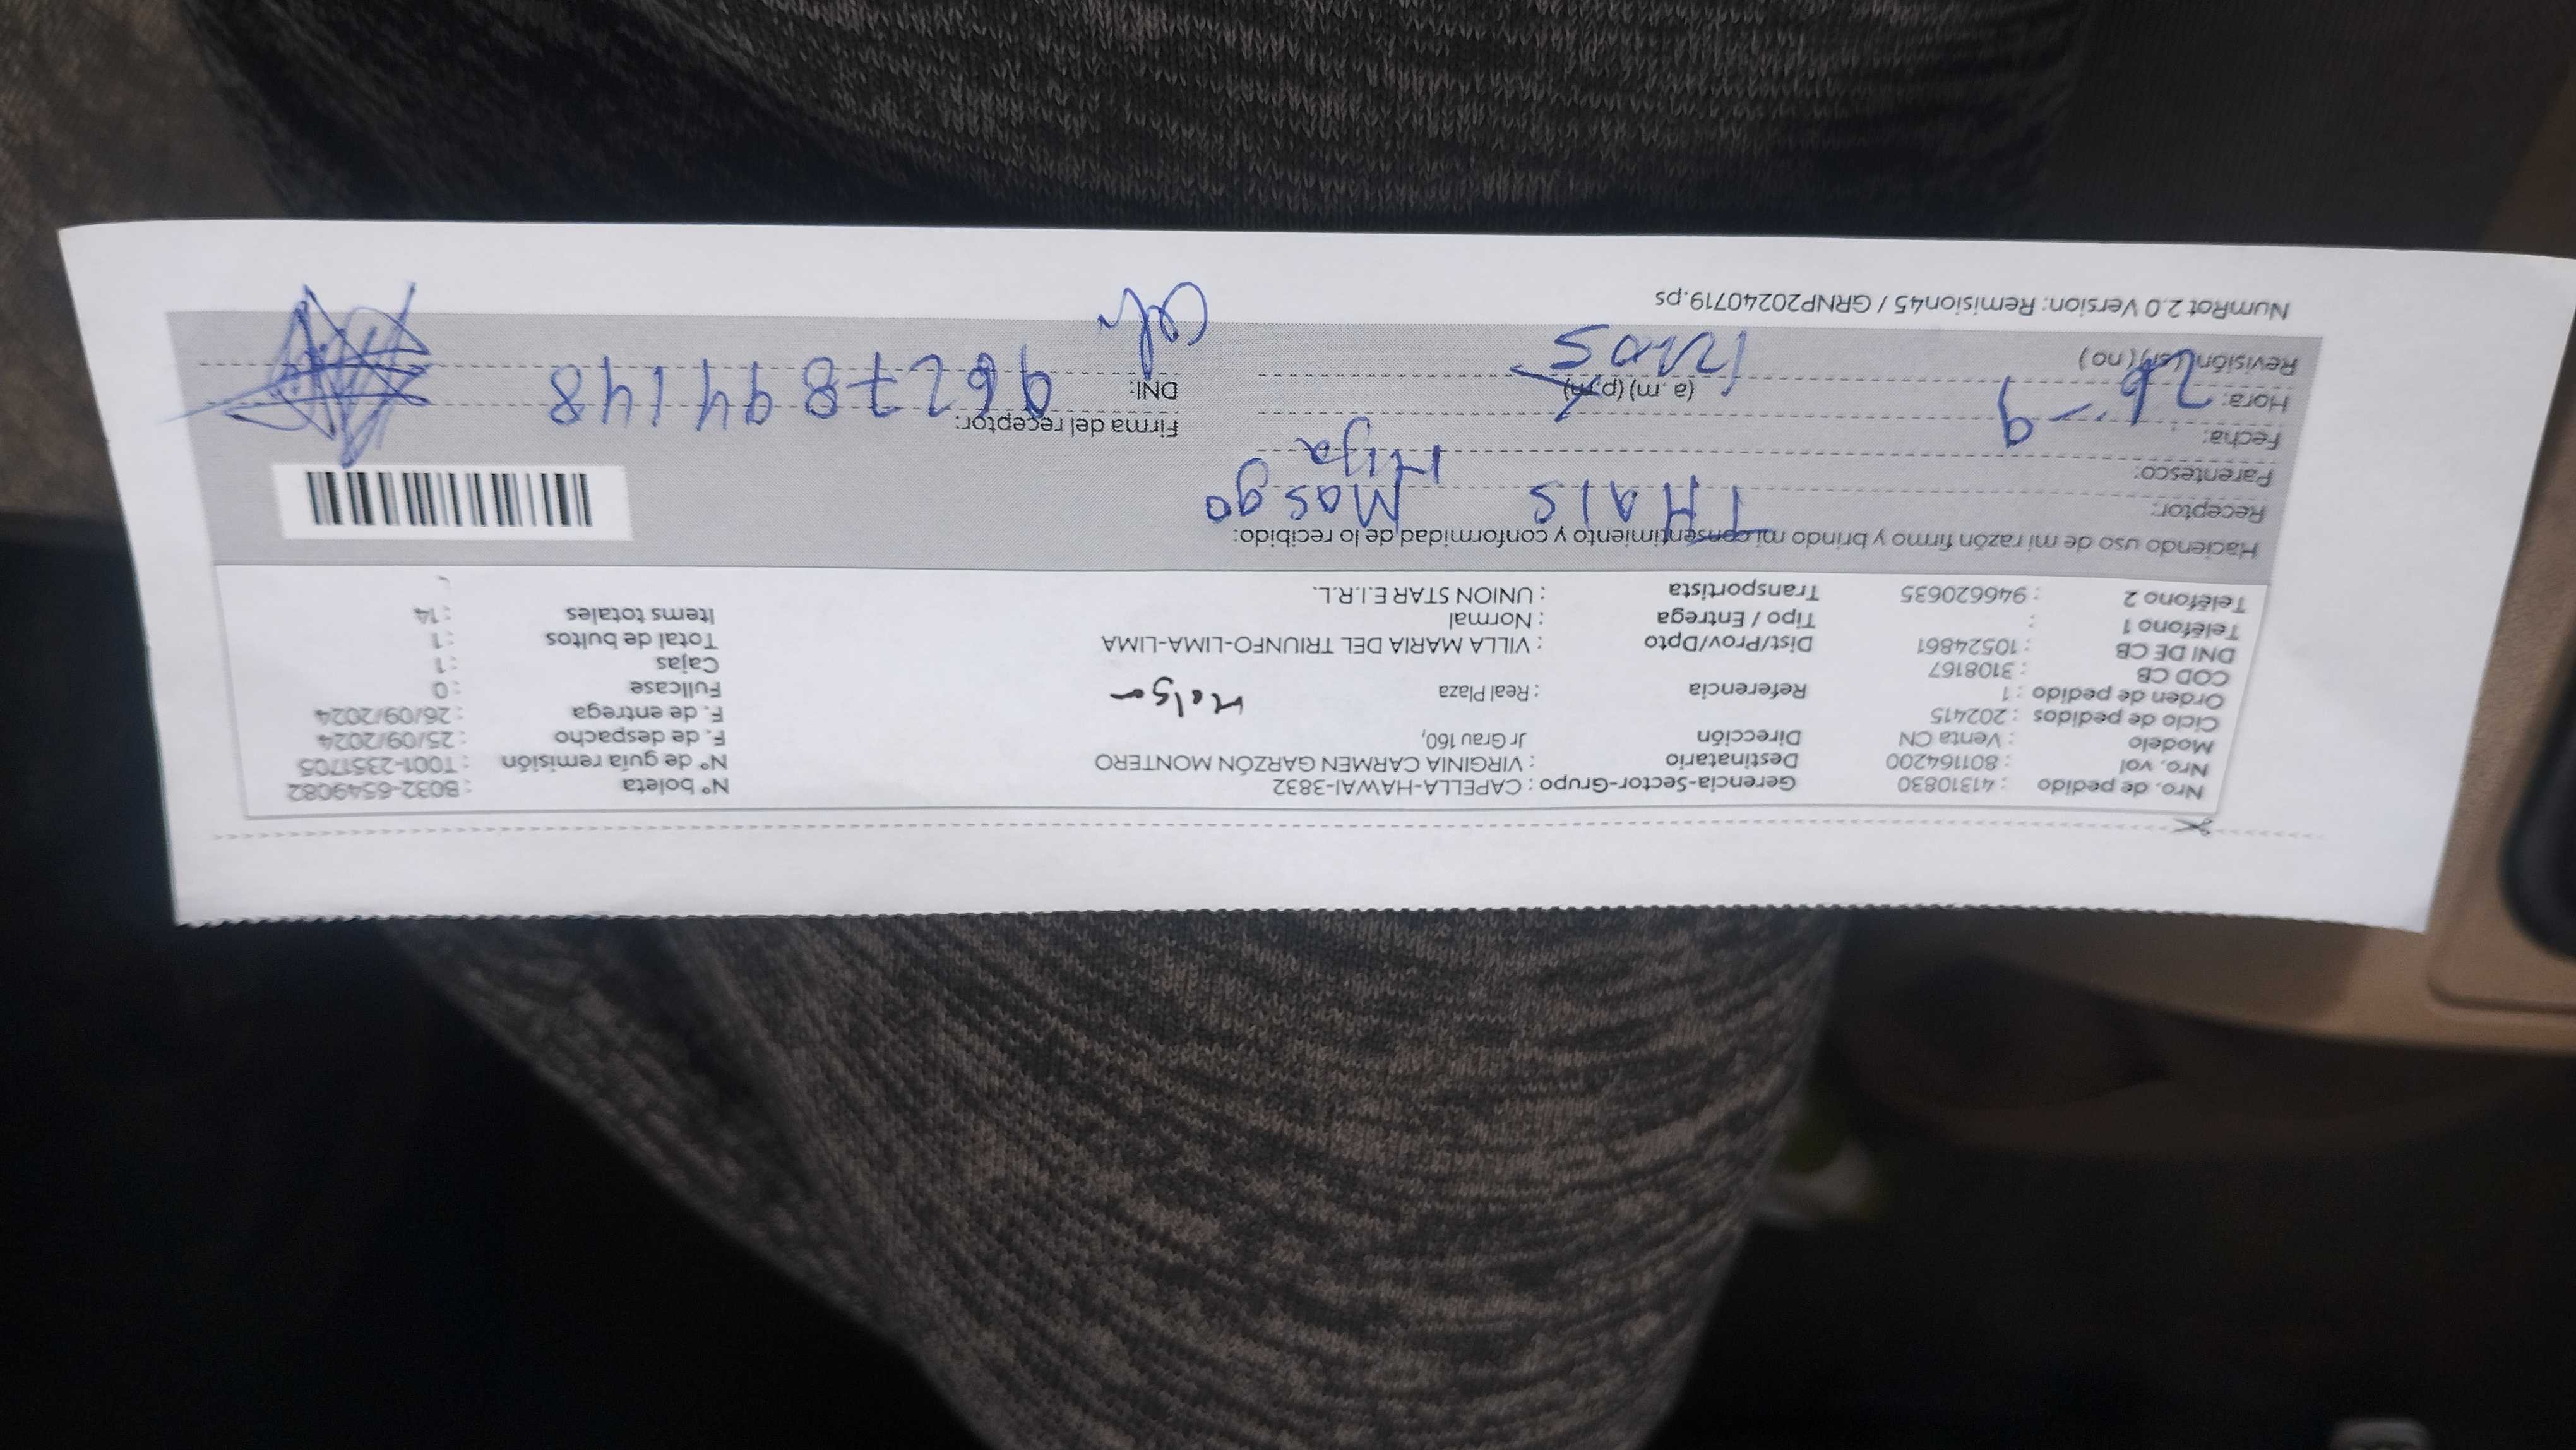 Nro. de pedido : 41310830 Gerencia-Sector-Grupo : CAPELLA-HAWAI-3832 N° boleta : B032-6549082
Nro. vol : 801164200 Destinatario : VIRGINIA CARMEN GARZÓN MONTERO N° de guía remisión : T001-2351705
Modelo : Venta CN Dirección Jr Grau 160, F. de despacho : 25/09/2024
Ciclo de pedidos : 202415 F. de entrega : 26/09/2024
Orden de pedido : 1 Referencia : Real Plaza Fullcase : 0
COD CB : 3108167 Cajas : 1
DNI DE CB : 10524861 Dist/Prov/Dpto : VILLA MARIA DEL TRIUNFO-LIMA-LIMA Total de bultos : 1
Teléfono 1 : Tipo / Entrega : Normal Items totales : 14
Teléfono 2 : 946620635 Transportista : UNION STAR E.I.R.L.
Haciendo uso de mi razón firmo y brindo mi consentimiento y conformidad de lo recibido:
Receptor: THAIS Masgo
Parentesco: Hija
Fecha: 26-9 Firma del receptor:
Hora: (a. m) (p.m) 1205 DNI: 9627894148
Revisión (si) (no)
NumRot 2.0 Version: Remision45 / GRNP20240719.ps